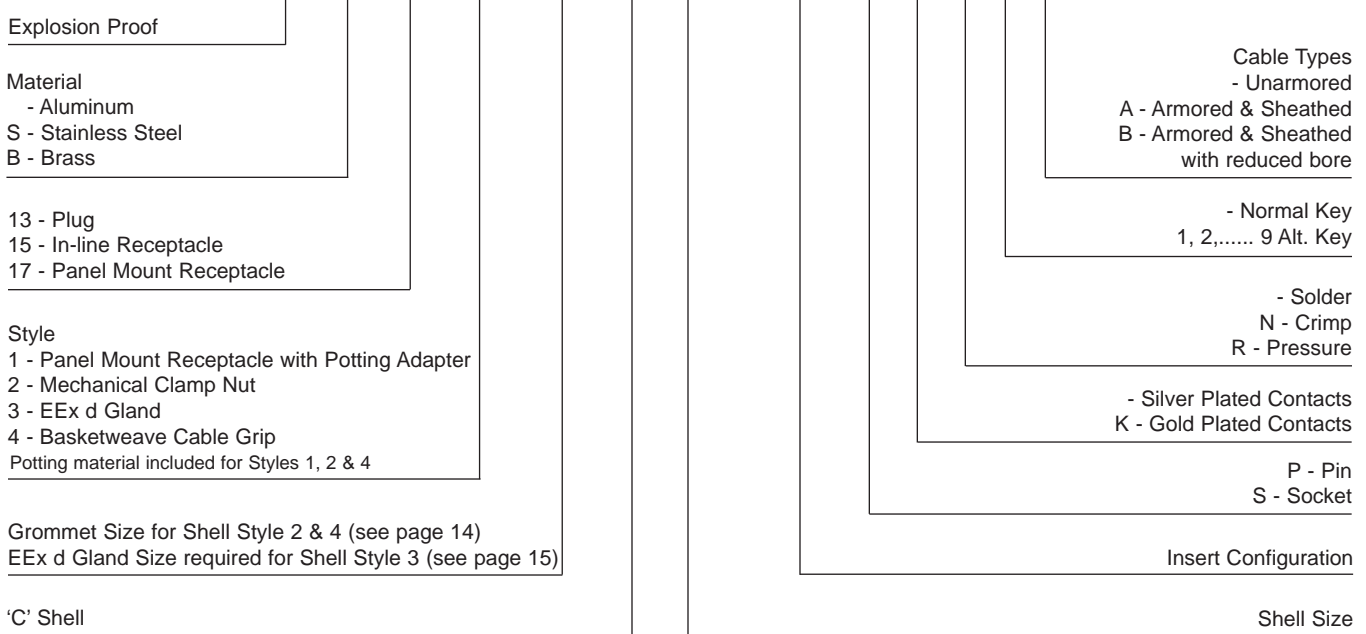 Explosion Proof
Material
- Aluminum
S - Stainless Steel
B - Brass
13 - Plug
15 - In-line Receptacle
17 - Panel Mount Receptacle
Style
1 - Panel Mount Receptacle with Potting Adapter
2 - Mechanical Clamp Nut
3 - EEx d Gland
4 - Basketweave Cable Grip
Potting material included for Styles 1, 2 & 4
Grommet Size for Shell Style 2 & 4 (see page 14)
EEx d Gland Size required for Shell Style 3 (see page 15)
‘C’ Shell
Cable Types
- Unarmored
A - Armored & Sheathed
B - Armored & Sheathed
with reduced bore
- Normal Key
1, 2,...... 9 Alt. Key
- Solder
N - Crimp
R - Pressure
- Silver Plated Contacts
K - Gold Plated Contacts
P - Pin
S - Socket
Insert Configuration
Shell Size